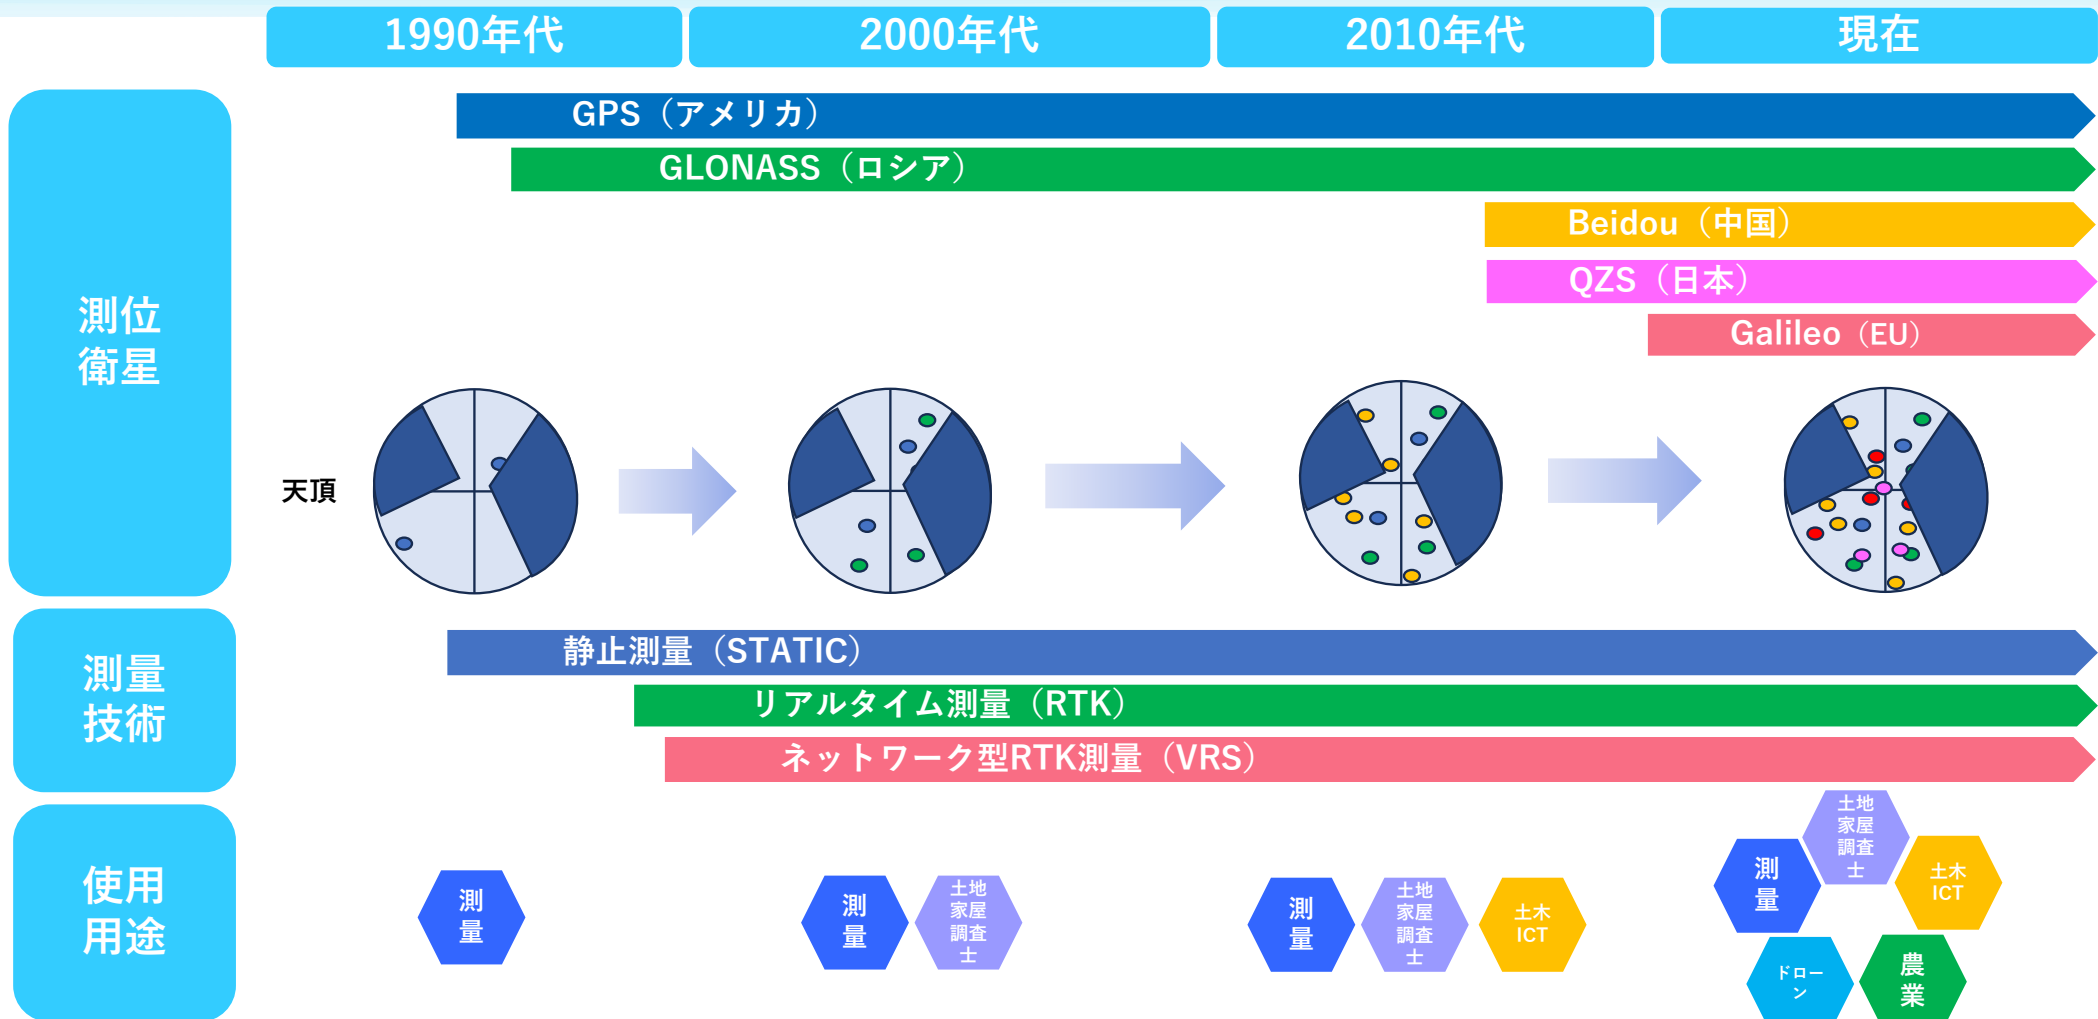 1990年代
2000年代
2010年代
現在
測位
衛星
GPS（アメリカ）
GLONASS（ロシア）
Beidou（中国）
QZS（日本）
Galileo（EU）
天頂
測量
技術
静止測量（STATIC）
リアルタイム測量（RTK）
ネットワーク型RTK測量（VRS）
使用
用途
測
量
測
量
土地
家屋
調査
士
測
量
土地
家屋
調査
士
土木
ICT
測
量
土地
家屋
調査
士
土木
ICT
ドロー
ン
農
業